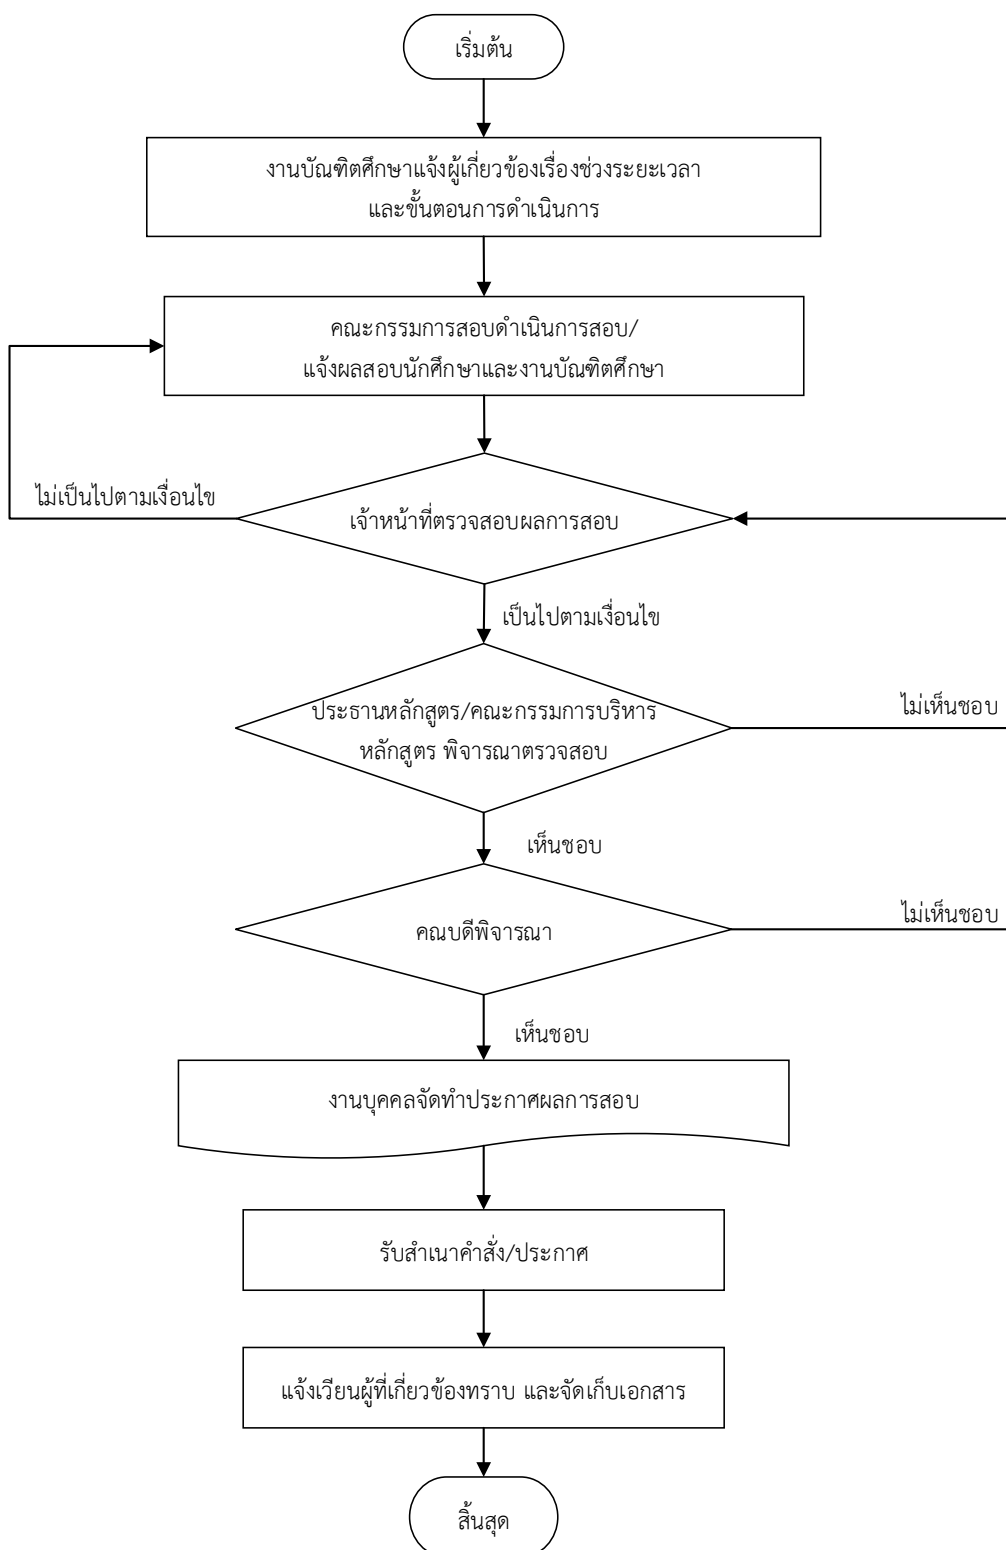 เริ่มต้น
งานบัณฑิตศึกษาแจ้งผู้เกี่ยวข้องเรื่องช่วงระยะเวลา
และขั้นตอนการดำเนินการ
คณะกรรมการสอบดำเนินการสอบ/
แจ้งผลสอบนักศึกษาและงานบัณฑิตศึกษา
ไม่เป็นไปตามเงื่อนไข
เจ้าหน้าที่ตรวจสอบผลการสอบ
เป็นไปตามเงื่อนไข
ประธานหลักสูตร/คณะกรรมการบริหาร
หลักสูตร พิจารณาตรวจสอบ
ไม่เห็นชอบ
เห็นชอบ
คณบดีพิจารณา
ไม่เห็นชอบ
เห็นชอบ
งานบุคคลจัดทำประกาศผลการสอบ
รับสำเนาคำสั่ง/ประกาศ
แจ้งเวียนผู้ที่เกี่ยวข้องทราบ และจัดเก็บเอกสาร
สิ้นสุด